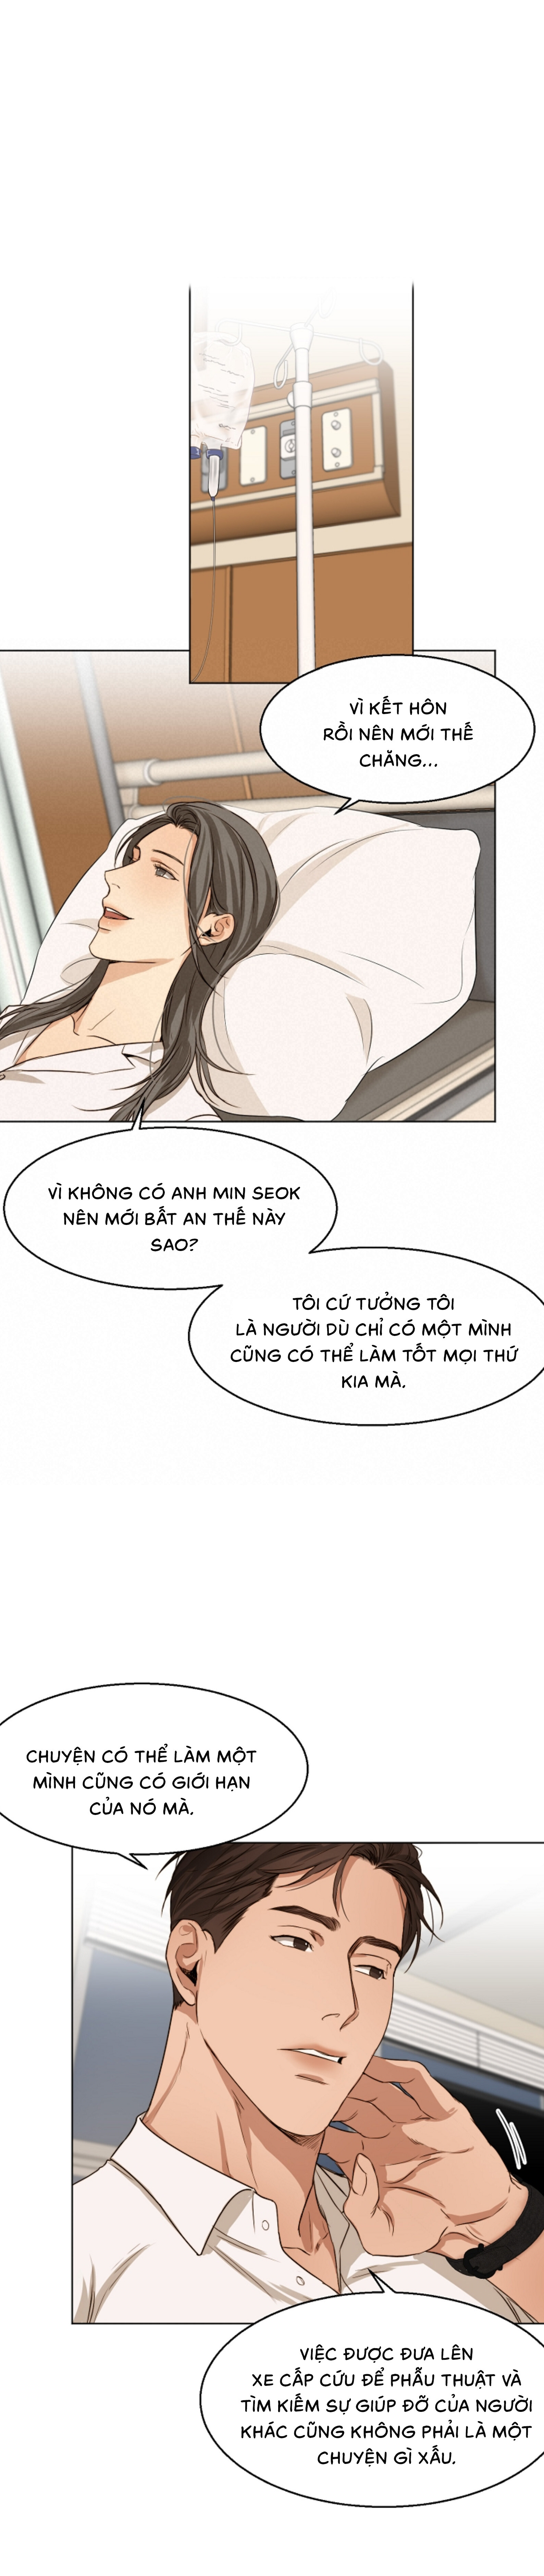 VÌ KẾT HÔN
RỒI NÊN MỚI THẾ
CHĂNG...
VÌ KHÔNG CÓ ANH MIN SEOK
NÊN MỚI BẤT AN THẾ NÀY
SAO?
TÔI CỨ TƯỞNG TÔI
LÀ NGƯỜI DÙ CHỈ CÓ MỘT MÌNH
CŨNG CÓ THỂ LÀM TỐT MỌI THỨ
KIA MÀ.
CHUYỆN CÓ THỂ LÀM MỘT
MÌNH CŨNG CÓ GIỚI HẠN
CỦA NÓ MÀ.
VIỆC ĐƯỢC ĐƯA LÊN
XE CẤP CỨU ĐỂ PHẪU THUẬT VÀ
TÌM KIẾM SỰ GIÚP ĐỠ CỦA NGƯỜI
KHÁC CŨNG KHÔNG PHẢI LÀ MỘT
CHUYỆN GÌ XẤU.